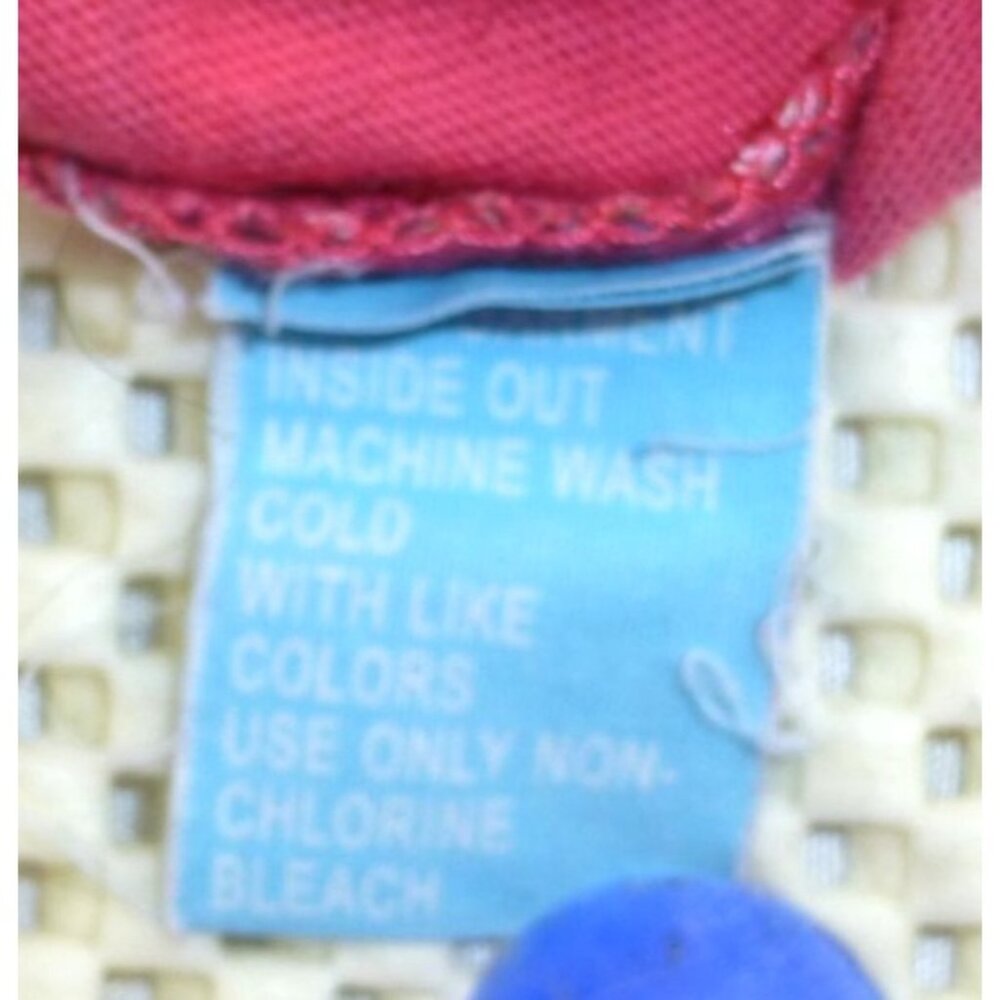 INSIDE OUT
MACHINE WASH
COLD
WITH LIKE
COLORS
USE ONLY NON-
CHLORINE
BLEACH